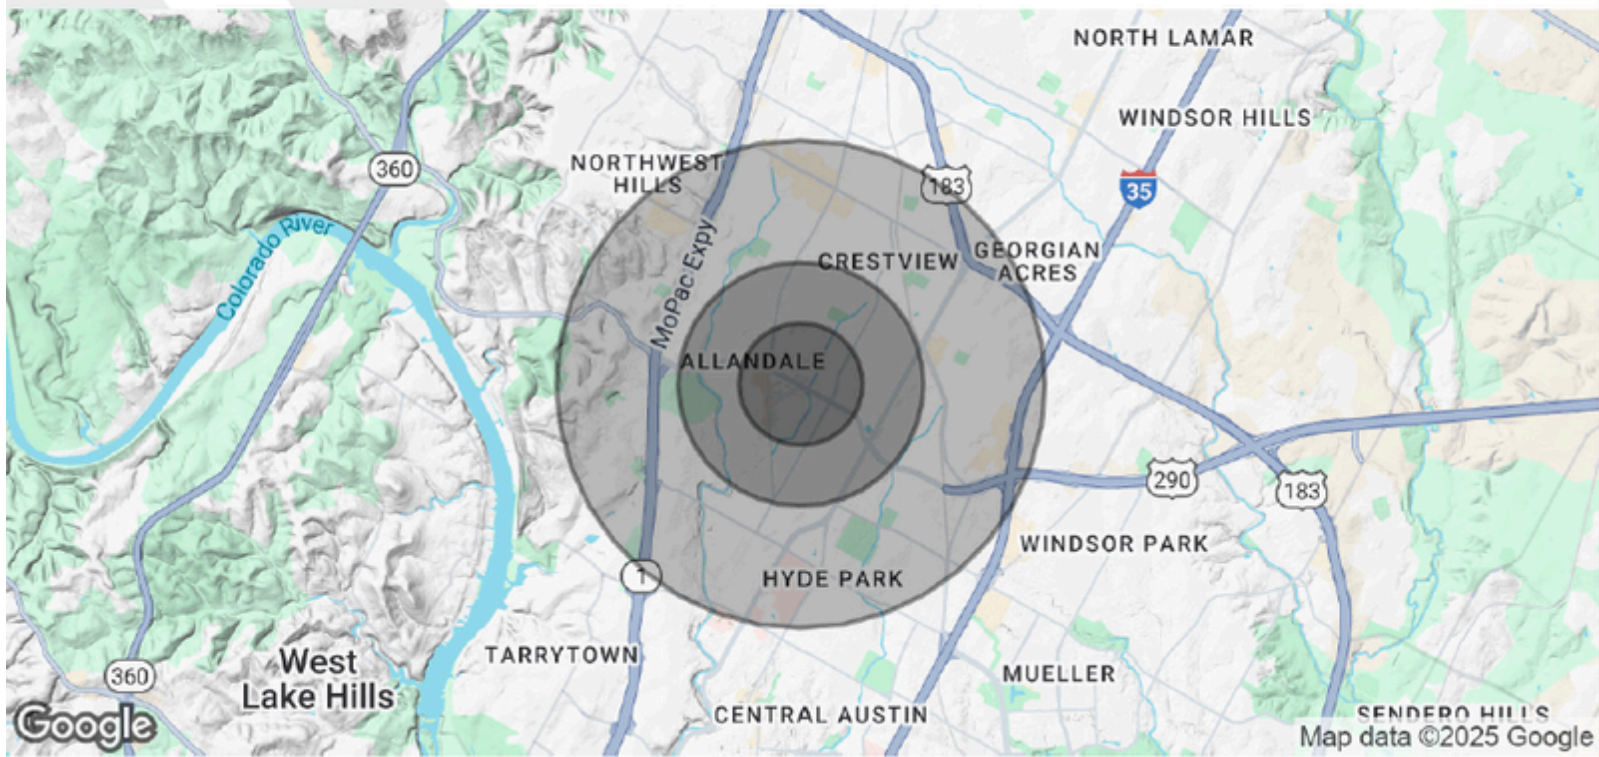 NORTH LAMAR
WINDSOR HILLS
NORTHWEST
HILLS
360
183
35
Colorado River
MoPac Expy
CRESTVIEW
GEORGIAN
ACRES
ALLANDALE
290
183
WINDSOR PARK
1
HYDE PARK
TARRYTOWN
West
Lake Hills
360
MUELLER
CENTRAL AUSTIN
SENDERO HILLS
Google
Map data ©2025 Google